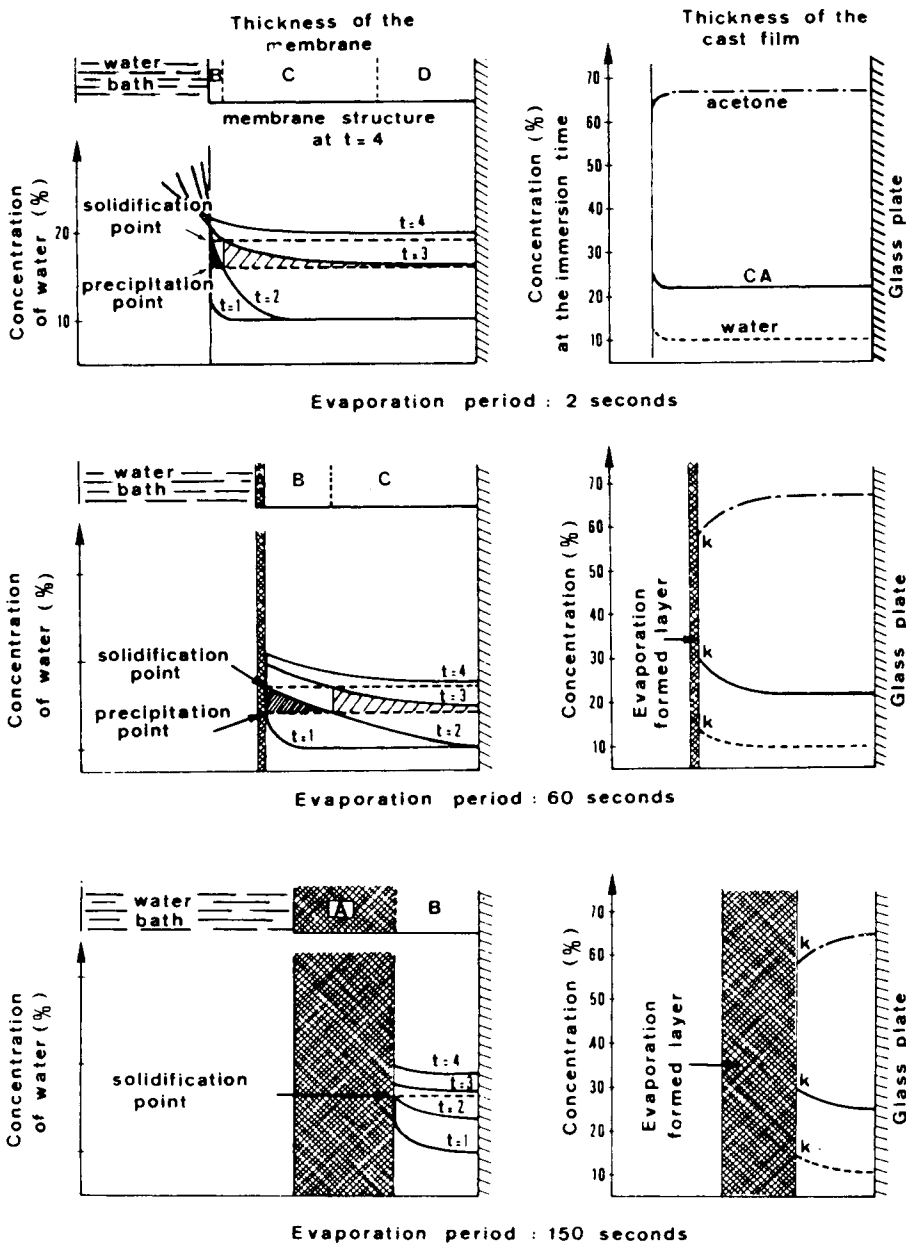 Thickness of the
membrane
water
bath
B
C
D
membrane structure
at t=4
Concentration
of water (%)
20
10
solidification
point
precipitation
point
t=4
t=3
t=2
t=1
Thickness of the
cast film
Concentration (%)
at the immersion time
70
60
50
40
30
20
10
acetone
CA
water
Glass plate
Evaporation period : 2 seconds
water
bath
B
C
Concentration
of water (%)
solidification
point
precipitation
point
t=4
t=3
t=2
t=1
Concentration (%)
70
60
50
40
30
20
10
Evaporation
formed layer
k
k
k
Glass plate
Evaporation period : 60 seconds
water
bath
A
B
Concentration
of water (%)
solidification
point
t=4
t=3
t=2
t=1
Concentration (%)
70
60
50
40
30
20
10
Evaporation
formed layer
k
k
k
Glass plate
Evaporation period : 150 seconds